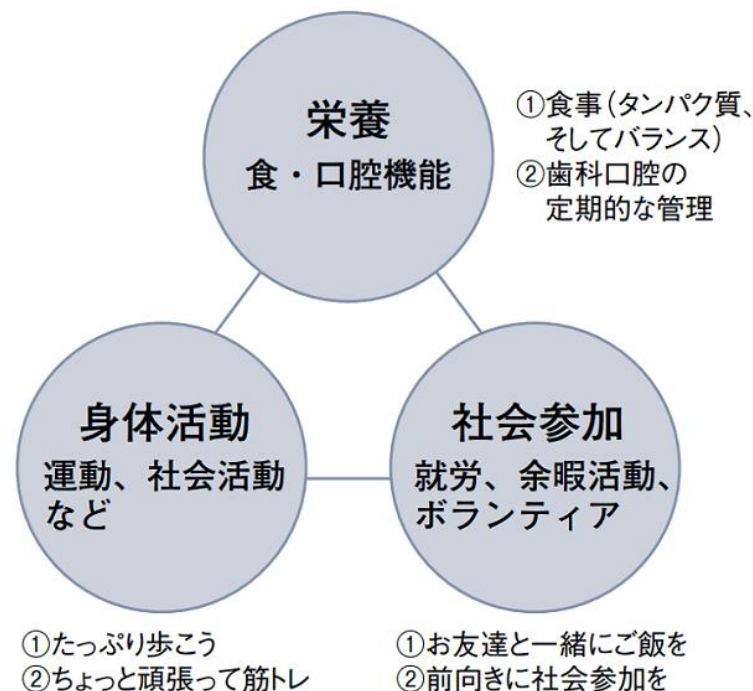 栄養
食・口腔機能
①食事(タンパク質、
そしてバランス)
②歯科口腔の
定期的な管理
身体活動
運動、社会活動
など
①たっぷり歩こう
②ちょっと頑張って筋トレ
社会参加
就労、余暇活動、
ボランティア
①お友達と一緒にご飯を
②前向きに社会参加を